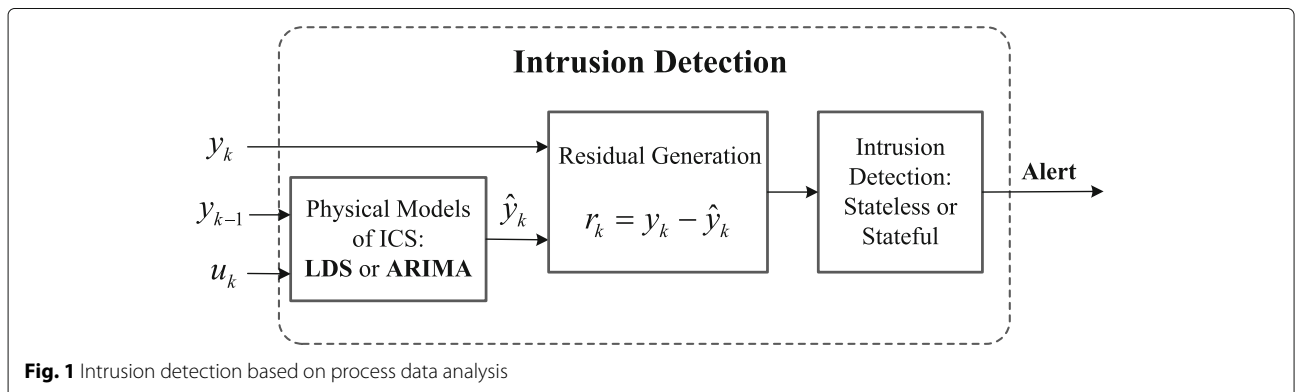 Intrusion Detection
y_k
y_{k-1}
u_k
Physical Models
of ICS:
LDS or ARIMA
ŷ_k
Residual Generation
r_k = y_k − ŷ_k
Intrusion
Detection:
Stateless or
Stateful
Alert
Fig. 1 Intrusion detection based on process data analysis